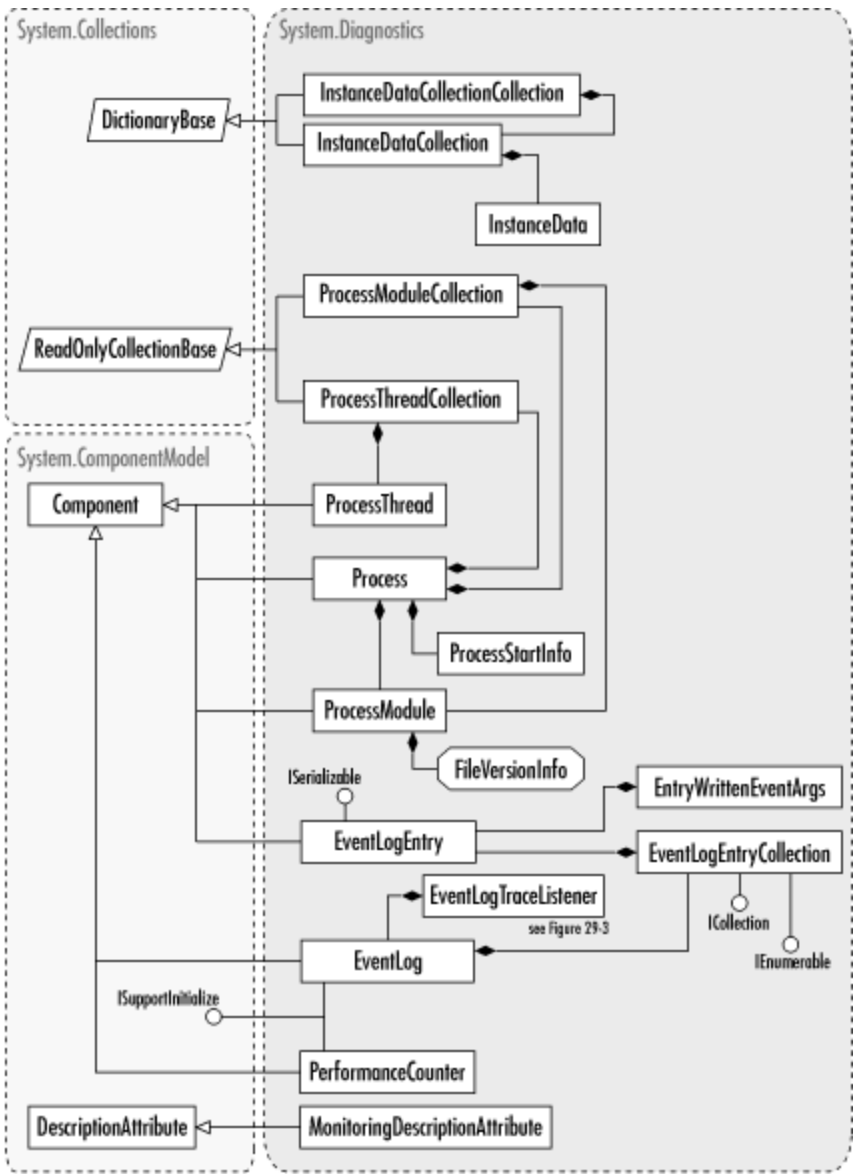 System.Collections
System.Diagnostics
InstanceDataCollectionCollection
DictionaryBase
InstanceDataCollection
InstanceData
ProcessModuleCollection
ReadOnlyCollectionBase
ProcessThreadCollection
System.ComponentModel
Component
ProcessThread
Process
ProcessStartInfo
ProcessModule
FileVersionInfo
ISerializable
EntryWrittenEventArgs
EventLogEntry
EventLogEntryCollection
EventLogTraceListener
see Figure 29-3
ICollection
EventLog
IEnumerable
ISupportInitialize
PerformanceCounter
DescriptionAttribute
MonitoringDescriptionAttribute